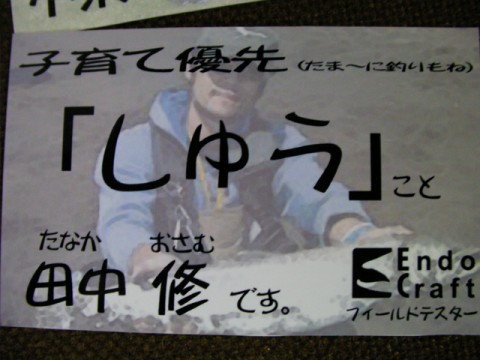 子育て優先(たま〜に釣りもね)
「しゅう」こと
たなか おさむ
田中 修 です。
Endo
Craft
フィールドテスター